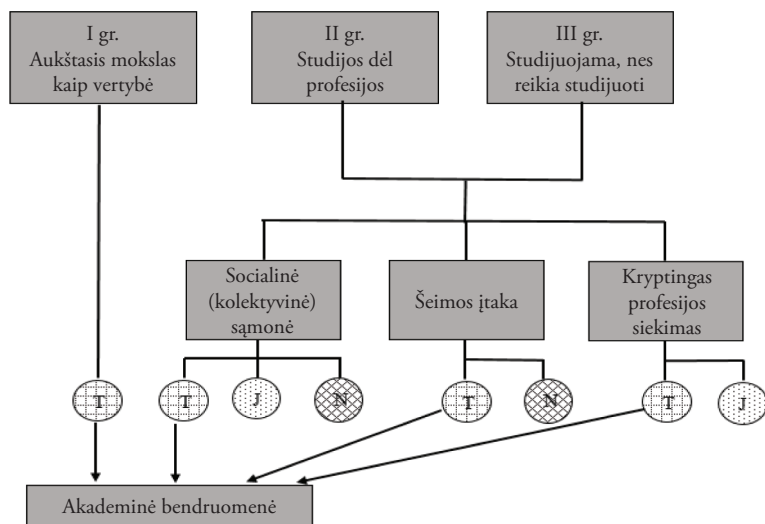 I gr.
Aukštasis mokslas
kaip vertybė
II gr.
Studijos dėl
profesijos
III gr.
Studijuojama, nes
reikia studijuoti
Socialinė
(kolektyvinė)
sąmonė
Šeimos įtaka
Kryptingas
profesijos
siekimas
T
T
J
N
T
N
T
J
Akademinė bendruomenė